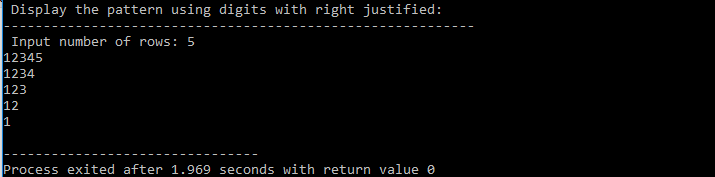 Display the pattern using digits with right justified:
-----------------------------------------------------------
Input number of rows: 5
12345
1234
123
12
1
--------------------------------
Process exited after 1.969 seconds with return value 0